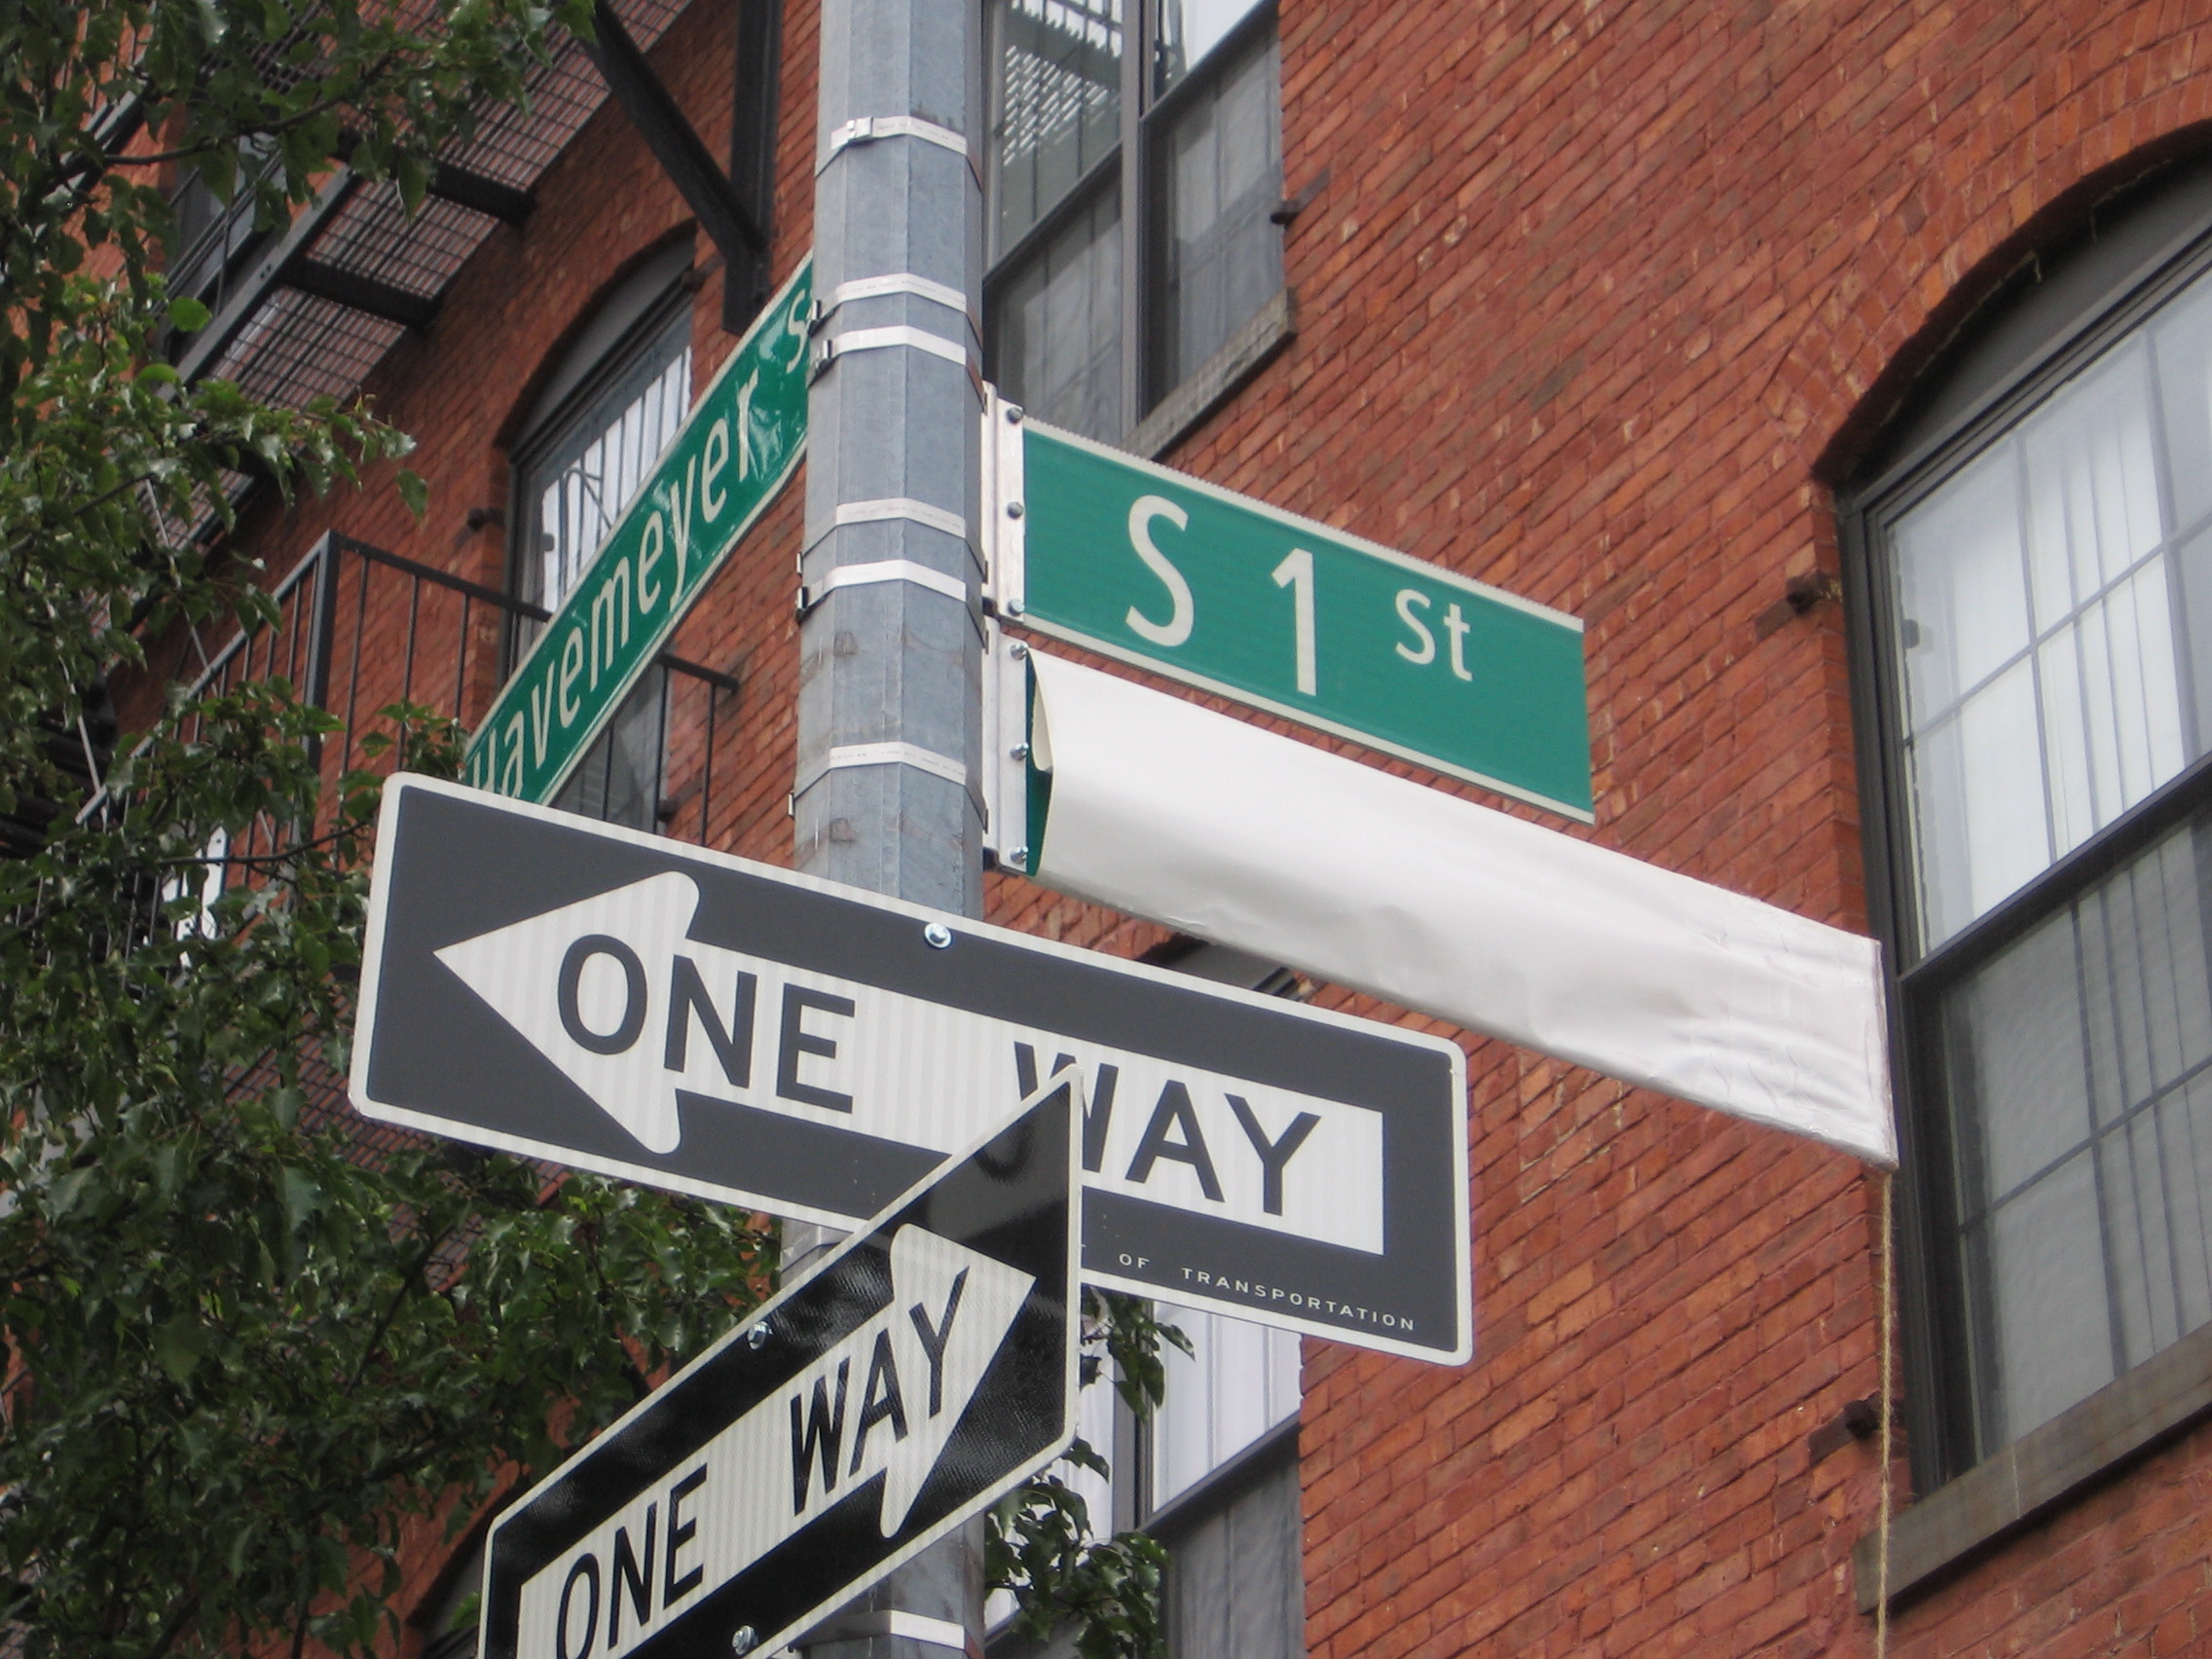 Havemeyer S
S 1 St
ONE WAY
OF TRANSPORTATION
ONE WAY